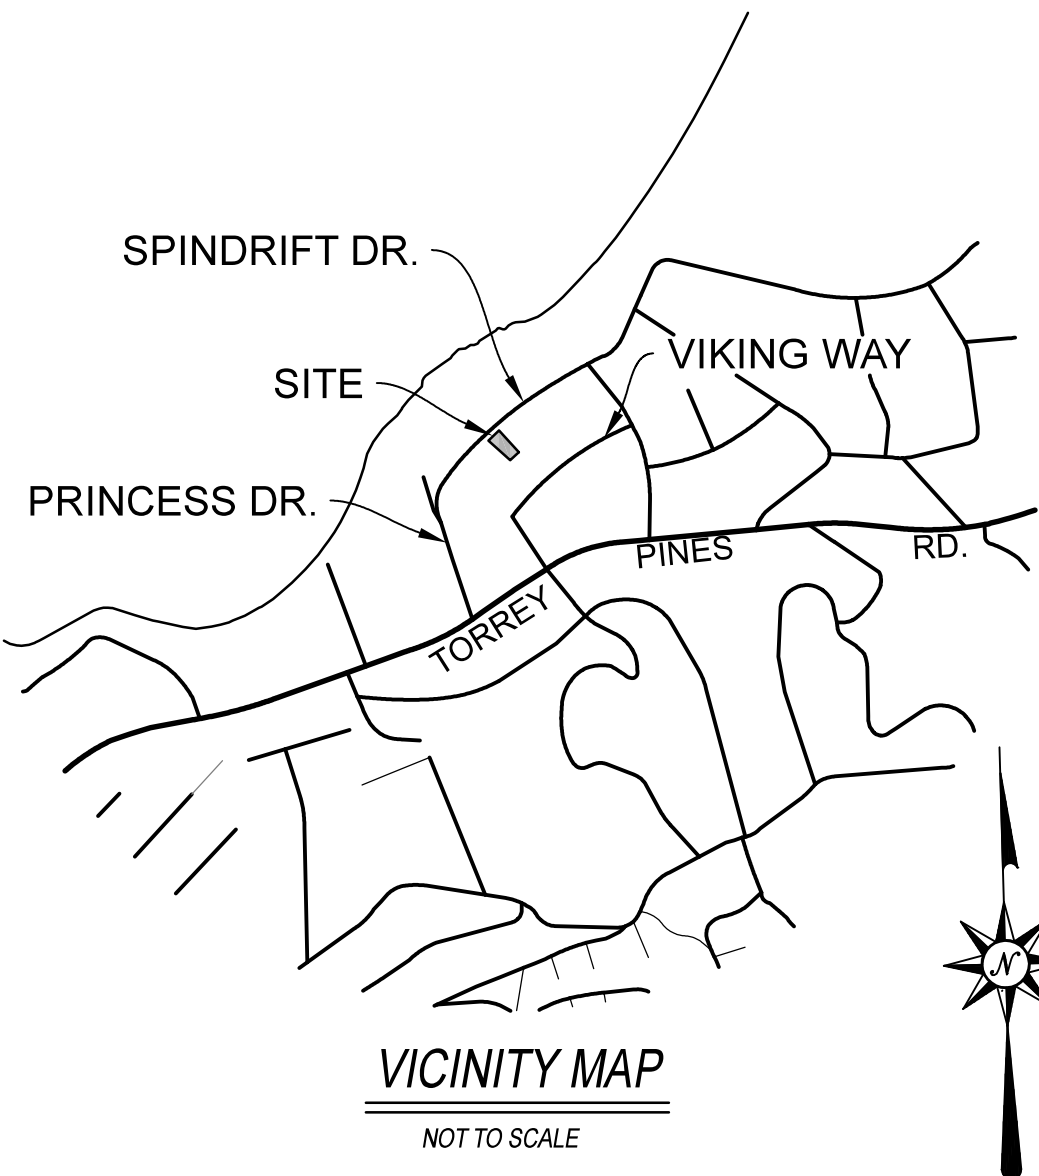 SPINDRIFT DR.
VIKING WAY
SITE
PRINCESS DR.
PINES
RD.
TORREY
N
VICINITY MAP
NOT TO SCALE